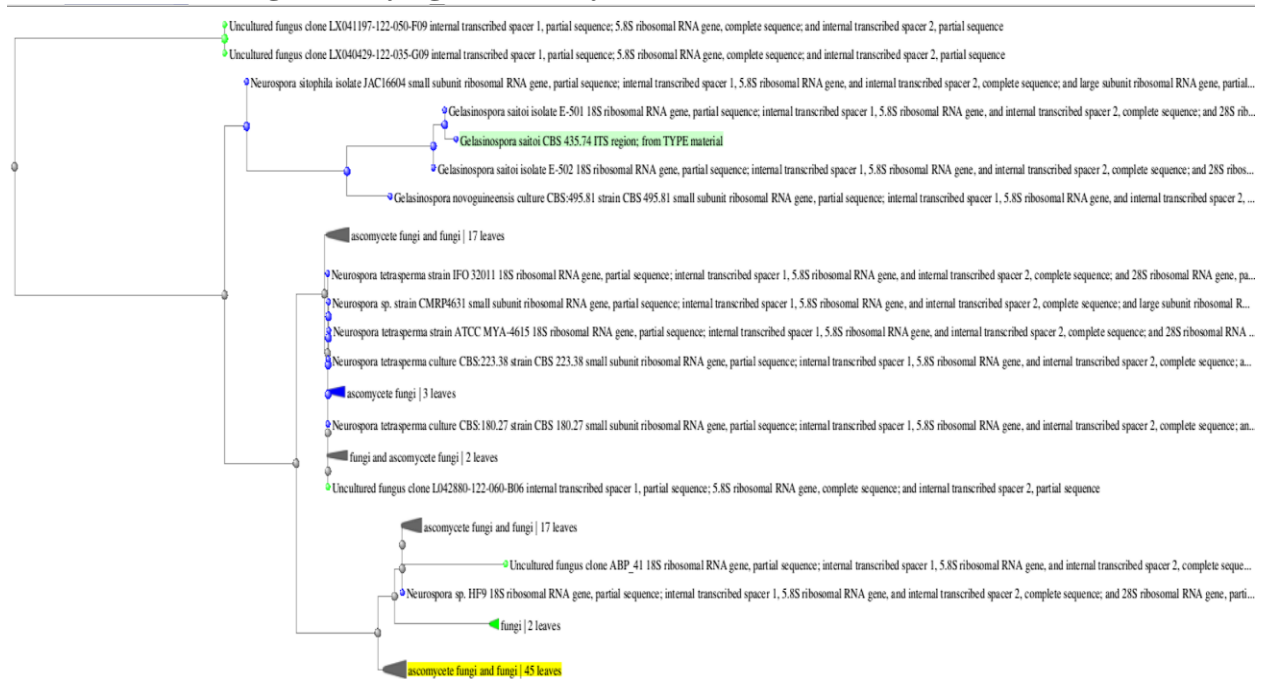 Uncultured fungus clone LX041197-122-050-F09 internal transcribed spacer 1, partial sequence; 5.8S ribosomal RNA gene, complete sequence; and internal transcribed spacer 2, partial sequence
Uncultured fungus clone LX040429-122-035-G09 internal transcribed spacer 1, partial sequence; 5.8S ribosomal RNA gene, complete sequence; and internal transcribed spacer 2, partial sequence
Neurospora sitophila isolate JAC16604 small subunit ribosomal RNA gene, partial sequence; internal transcribed spacer 1, 5.8S ribosomal RNA gene, and internal transcribed spacer 2, complete sequence; and large subunit ribosomal RNA gene, partial...
Gelasinospora saitoi isolate E-501 18S ribosomal RNA gene, partial sequence; internal transcribed spacer 1, 5.8S ribosomal RNA gene, and internal transcribed spacer 2, complete sequence; and 28S rib...
Gelasinospora saitoi CBS 435.74 ITS region; from TYPE material
Gelasinospora saitoi isolate E-502 18S ribosomal RNA gene, partial sequence; internal transcribed spacer 1, 5.8S ribosomal RNA gene, and internal transcribed spacer 2, complete sequence; and 28S ribos...
Gelasinospora novoguineensis culture CBS:495.81 strain CBS 495.81 small subunit ribosomal RNA gene, partial sequence; internal transcribed spacer 1, 5.8S ribosomal RNA gene, and internal transcribed spacer 2, ...
ascomycete fungi and fungi | 17 leaves
Neurospora tetrasperma strain IFO 32011 18S ribosomal RNA gene, partial sequence; internal transcribed spacer 1, 5.8S ribosomal RNA gene, and internal transcribed spacer 2, complete sequence; and 28S ribosomal RNA gene, pa...
Neurospora sp. strain CMRP4631 small subunit ribosomal RNA gene, partial sequence; internal transcribed spacer 1, 5.8S ribosomal RNA gene, and internal transcribed spacer 2, complete sequence; and large subunit ribosomal R...
Neurospora tetrasperma strain ATCC MYA-4615 18S ribosomal RNA gene, partial sequence; internal transcribed spacer 1, 5.8S ribosomal RNA gene, and internal transcribed spacer 2, complete sequence; and 28S ribosomal RNA ...
Neurospora tetrasperma culture CBS:223.38 strain CBS 223.38 small subunit ribosomal RNA gene, partial sequence; internal transcribed spacer 1, 5.8S ribosomal RNA gene, and internal transcribed spacer 2, complete sequence; a...
ascomycete fungi | 3 leaves
Neurospora tetrasperma culture CBS:180.27 strain CBS 180.27 small subunit ribosomal RNA gene, partial sequence; internal transcribed spacer 1, 5.8S ribosomal RNA gene, and internal transcribed spacer 2, complete sequence; an...
fungi and ascomycete fungi | 2 leaves
Uncultured fungus clone L042880-122-060-B06 internal transcribed spacer 1, partial sequence; 5.8S ribosomal RNA gene, complete sequence; and internal transcribed spacer 2, partial sequence
ascomycete fungi and fungi | 17 leaves
Uncultured fungus clone ABP_41 18S ribosomal RNA gene, partial sequence; internal transcribed spacer 1, 5.8S ribosomal RNA gene, and internal transcribed spacer 2, complete seque...
Neurospora sp. HF9 18S ribosomal RNA gene, partial sequence; internal transcribed spacer 1, 5.8S ribosomal RNA gene, and internal transcribed spacer 2, complete sequence; and 28S ribosomal RNA gene, parti...
fungi | 2 leaves
ascomycete fungi and fungi | 45 leaves